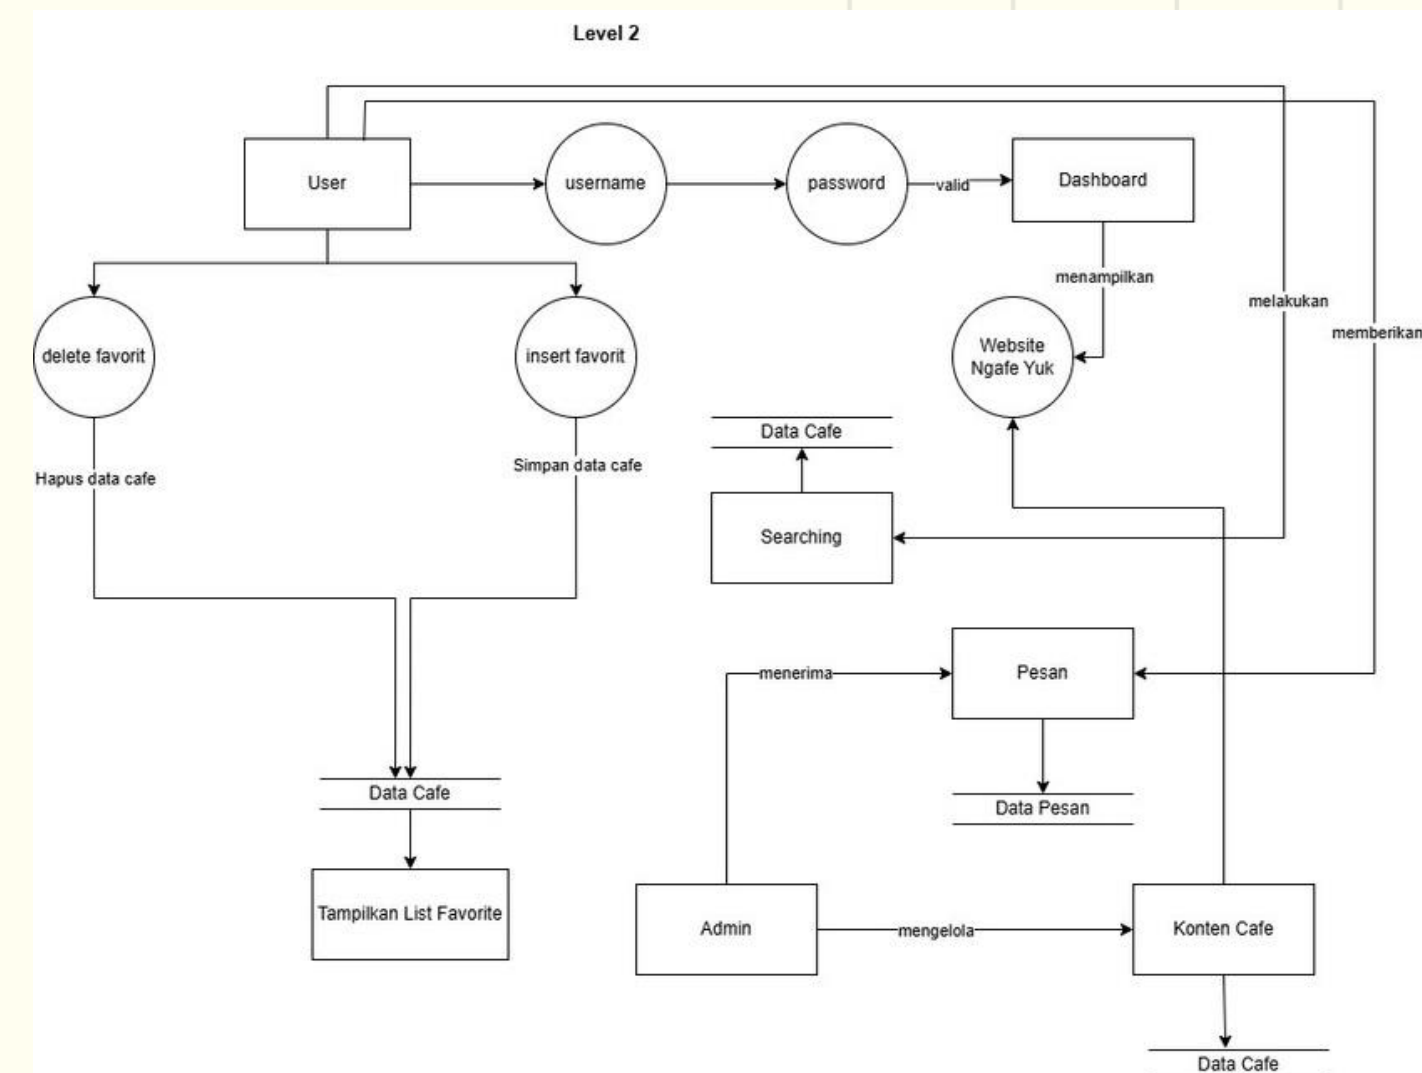 Level 2
User
username
password
valid
Dashboard
menampilkan
melakukan
memberikan
delete favorit
insert favorit
Website
Ngafe Yuk
Data Cafe
Hapus data cafe
Simpan data cafe
Searching
menerima
Pesan
Data Cafe
Data Pesan
Tampilkan List Favorite
Admin
mengelola
Konten Cafe
Data Cafe